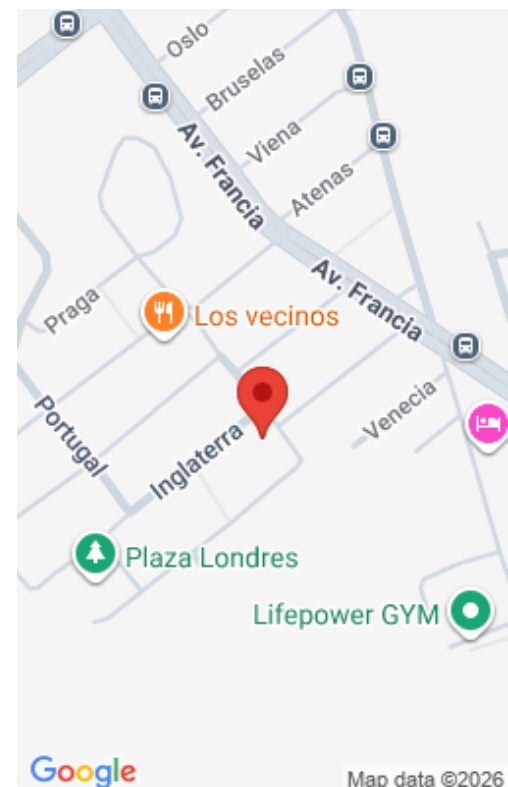 Oslo
Bruselas
Viena
Av. Francia
Atenas
Av. Francia
Praga
Los vecinos
Venecia
Portugal
Inglaterra
Plaza Londres
Lifepower GYM
Google
Map data ©2026